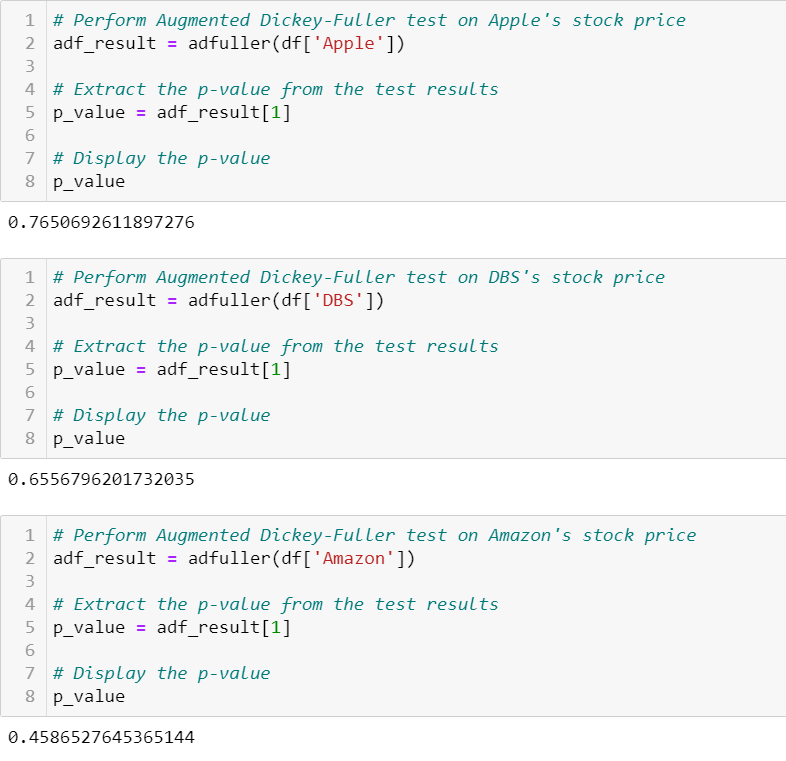 1 # Perform Augmented Dickey-Fuller test on Apple's stock price
2 adf_result = adfuller(df['Apple'])
3
4 # Extract the p-value from the test results
5 p_value = adf_result[1]
6
7 # Display the p-value
8 p_value
0.7650692611897276
1 # Perform Augmented Dickey-Fuller test on DBS's stock price
2 adf_result = adfuller(df['DBS'])
3
4 # Extract the p-value from the test results
5 p_value = adf_result[1]
6
7 # Display the p-value
8 p_value
0.6556796201732035
1 # Perform Augmented Dickey-Fuller test on Amazon's stock price
2 adf_result = adfuller(df['Amazon'])
3
4 # Extract the p-value from the test results
5 p_value = adf_result[1]
6
7 # Display the p-value
8 p_value
0.4586527645365144